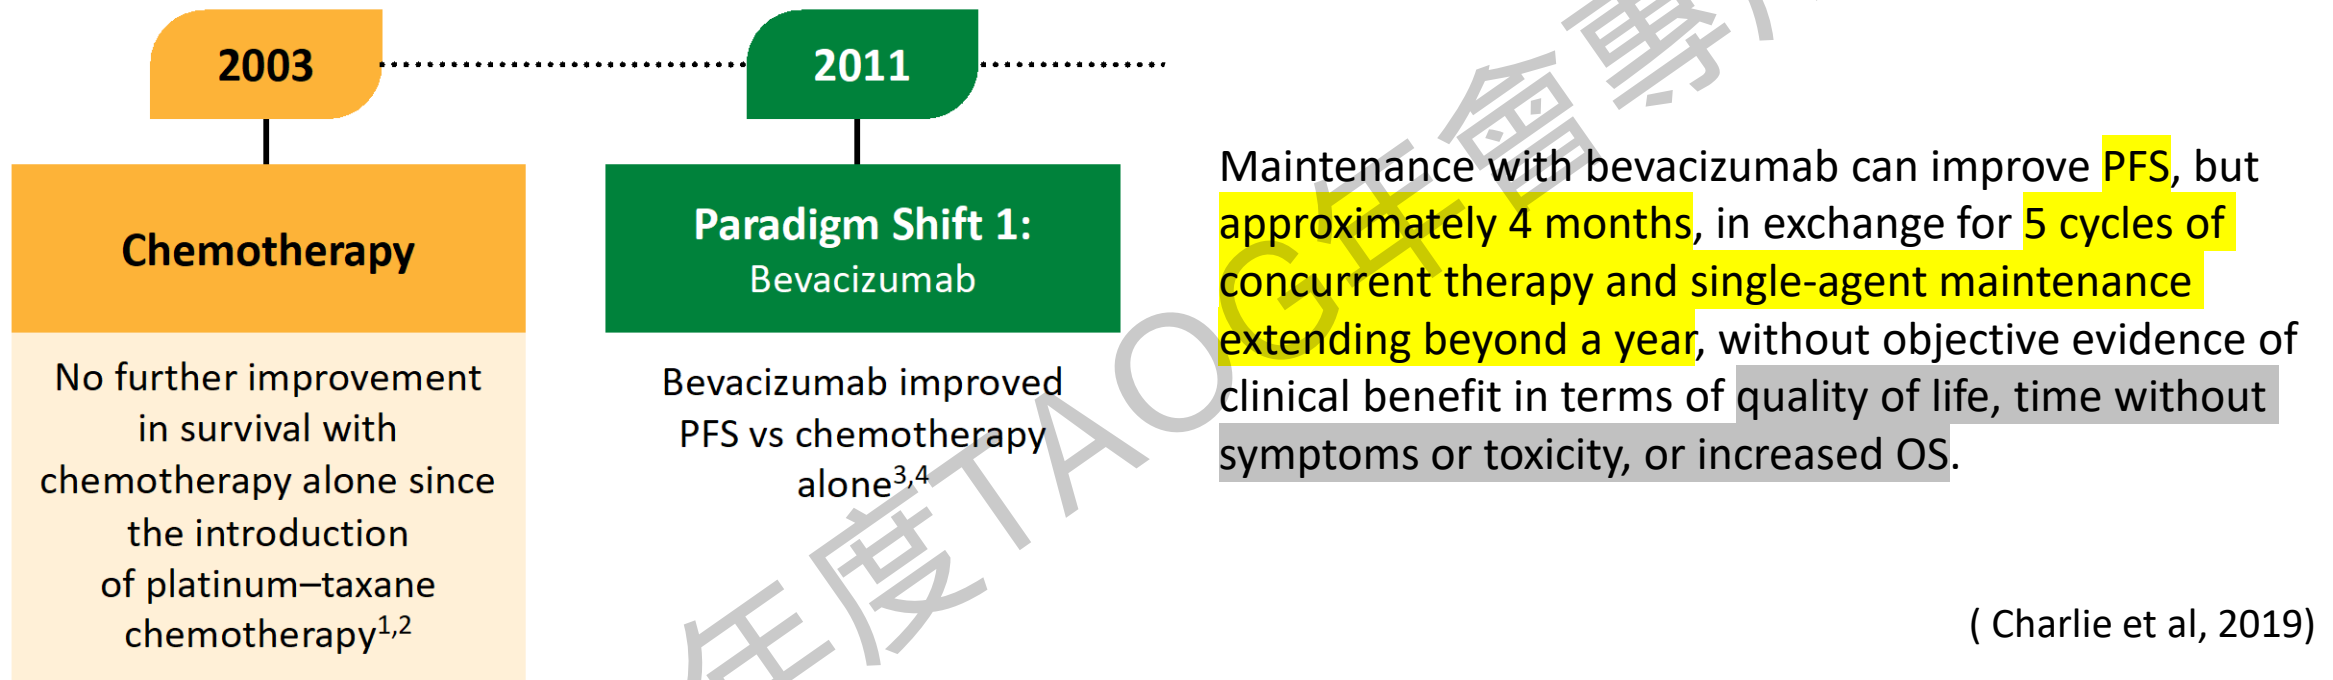 2003
2011
Chemotherapy
No further improvement
in survival with
chemotherapy alone since
the introduction
of platinum–taxane
chemotherapy1,2
Paradigm Shift 1:
Bevacizumab
Bevacizumab improved
PFS vs chemotherapy
alone3,4
Maintenance with bevacizumab can improve PFS, but
approximately 4 months, in exchange for 5 cycles of
concurrent therapy and single-agent maintenance
extending beyond a year, without objective evidence of
clinical benefit in terms of quality of life, time without
symptoms or toxicity, or increased OS.
( Charlie et al, 2019)
年度TAOG年會專